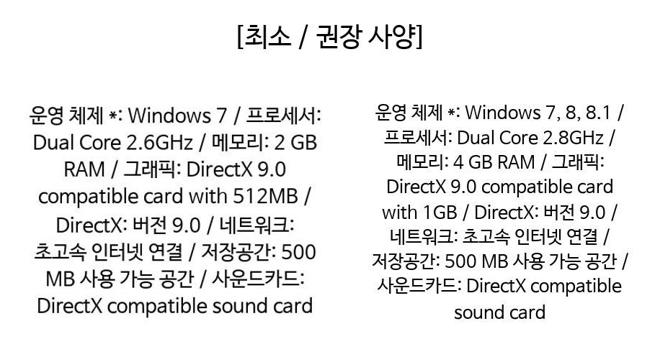 [최소 / 권장 사양]
운영 체제 *: Windows 7 / 프로세서:
Dual Core 2.6GHz / 메모리: 2 GB
RAM / 그래픽: DirectX 9.0
compatible card with 512MB /
DirectX: 버전 9.0 / 네트워크:
초고속 인터넷 연결 / 저장공간: 500
MB 사용 가능 공간 / 사운드카드:
DirectX compatible sound card
운영 체제 *: Windows 7, 8, 8.1 /
프로세서: Dual Core 2.8GHz /
메모리: 4 GB RAM / 그래픽:
DirectX 9.0 compatible card
with 1GB / DirectX: 버전 9.0 /
네트워크: 초고속 인터넷 연결 /
저장공간: 500 MB 사용 가능 공간 /
사운드카드: DirectX compatible
sound card